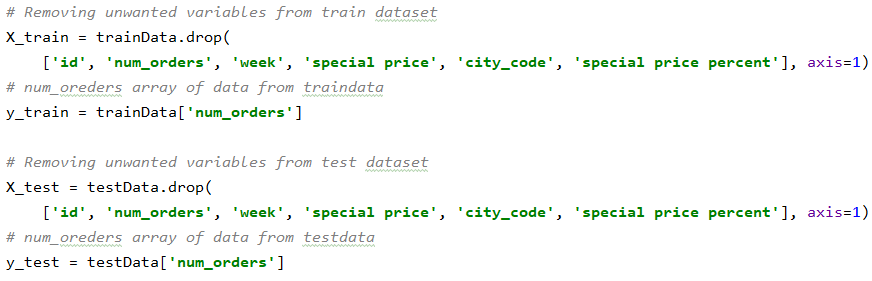 # Removing unwanted variables from train dataset
X_train = trainData.drop(
    ['id', 'num_orders', 'week', 'special price', 'city_code', 'special price percent'], axis=1)
# num_oreders array of data from traindata
y_train = trainData['num_orders']

# Removing unwanted variables from test dataset
X_test = testData.drop(
    ['id', 'num_orders', 'week', 'special price', 'city_code', 'special price percent'], axis=1)
# num_oreders array of data from testdata
y_test = testData['num_orders']